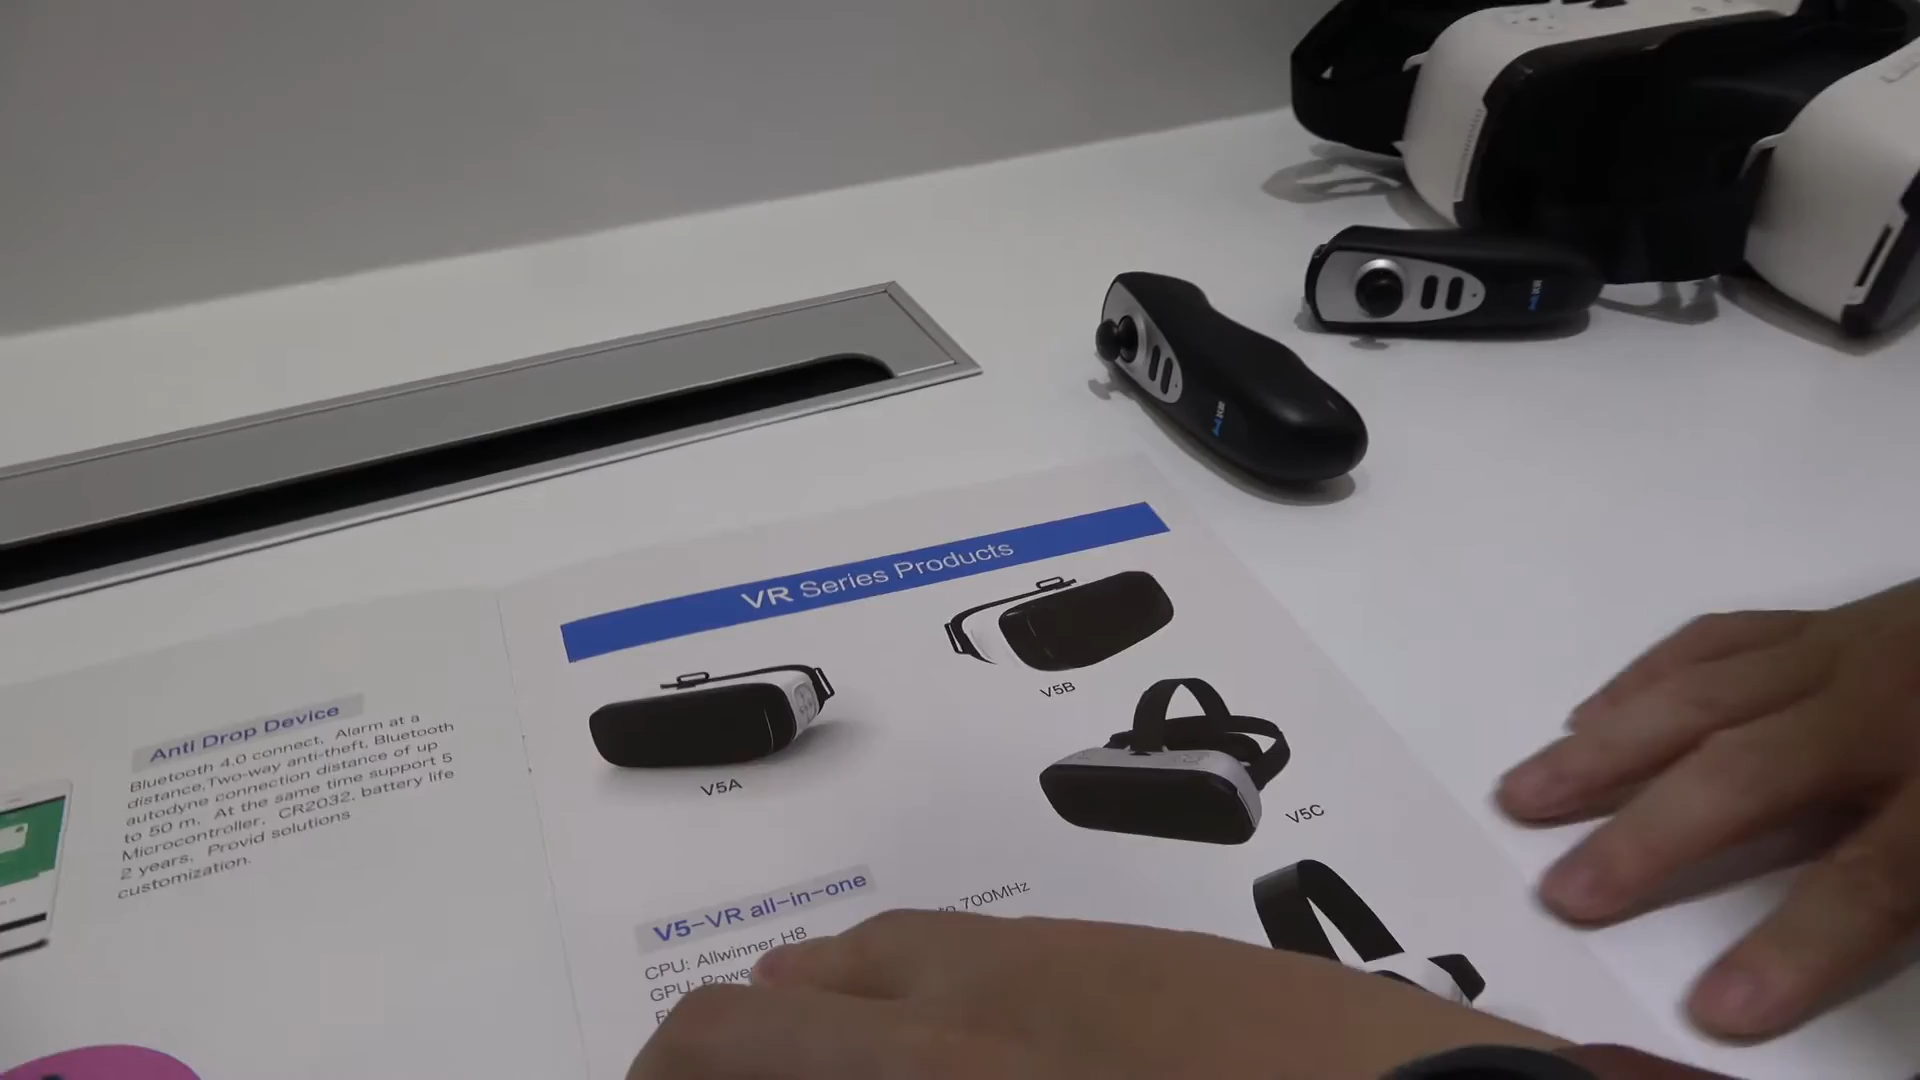 Anti Drop Device
Bluetooth 4.0 connect, Alarm at a
distance,Two-way anti-theft, Bluetooth
autodyne connection distance of up
to 50 m. At the same time support 5
Microcontroller, CR2032, battery life
2 years, Provid solutions
customization.
VR Series Products
V5B
V5A
V5C
V5-VR all-in-one
CPU: Allwinner H8
to 700MHz
GPU: